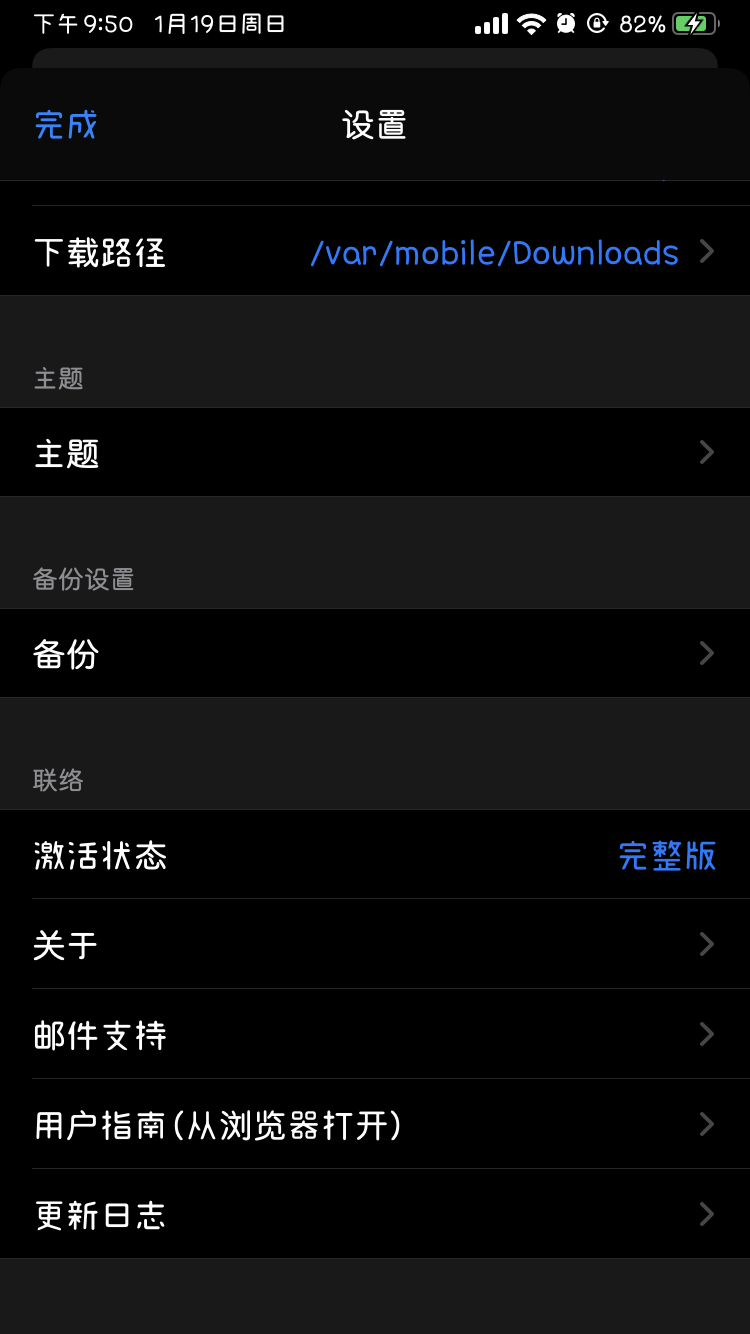 下午9:50 1月19日周日 82%
完成 设置
下载路径 /var/mobile/Downloads
主题
主题
备份设置
备份
联络
激活状态 完整版
关于
邮件支持
用户指南(从浏览器打开)
更新日志